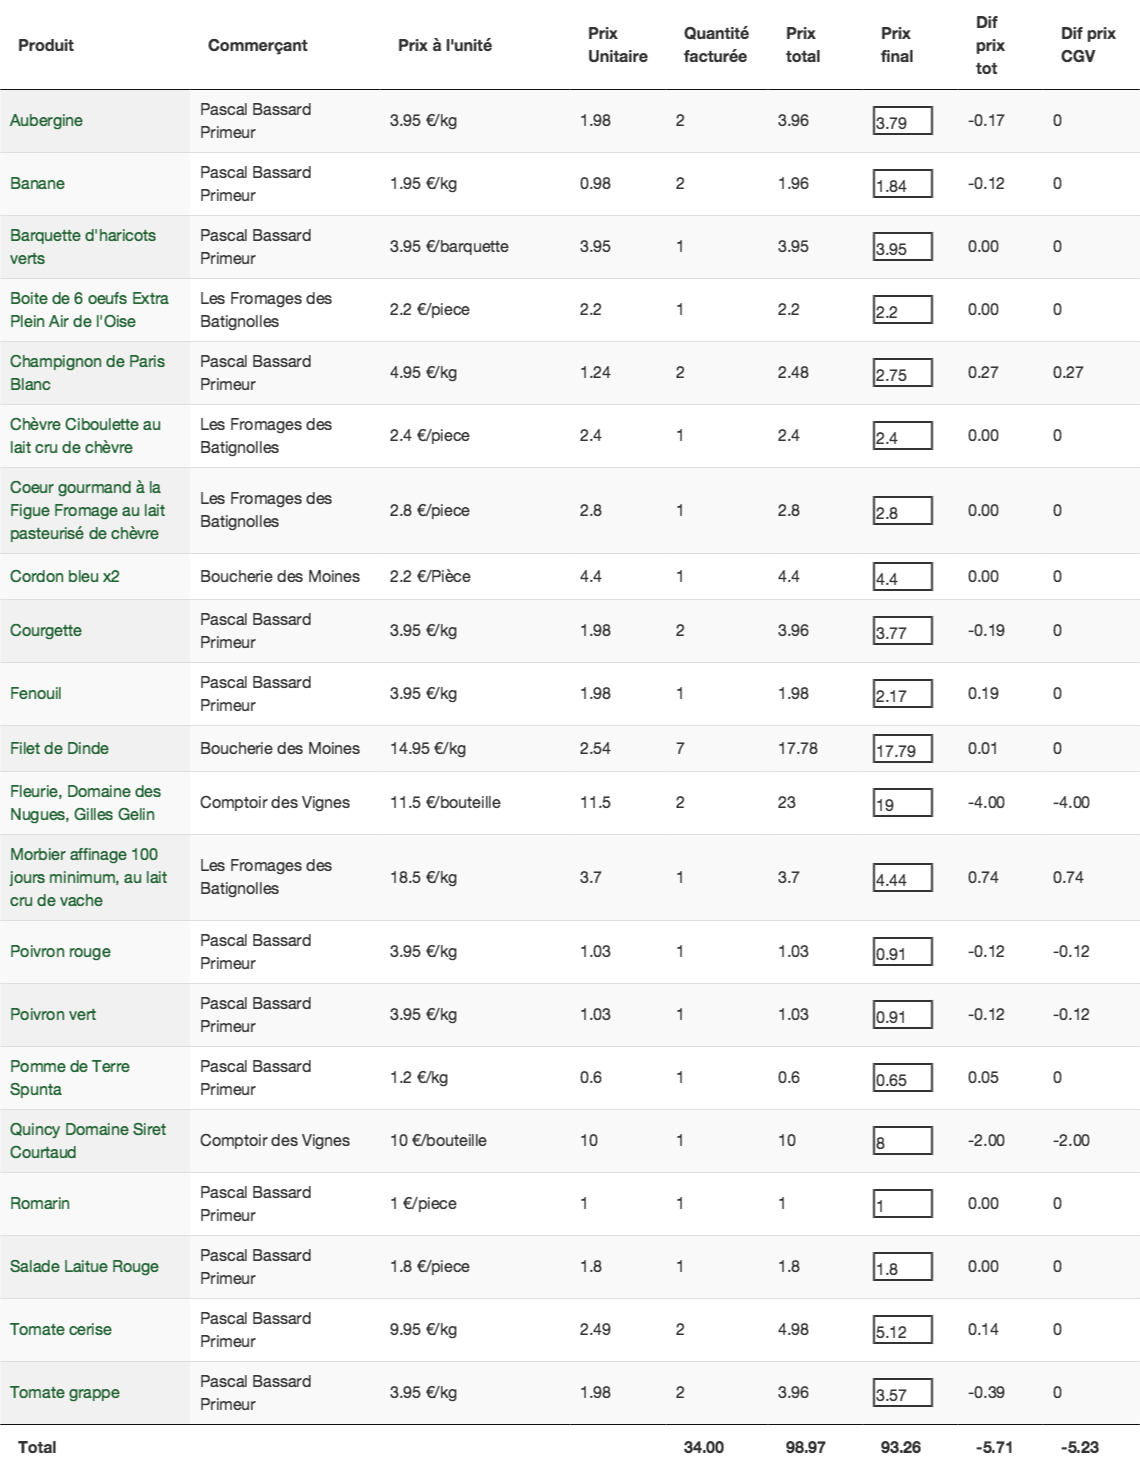 Produit Commerçant Prix à l'unité Prix Unitaire Quantité facturée Prix total Prix final Dif prix tot Dif prix CGV
Aubergine Pascal Bassard Primeur 3.95 €/kg 1.98 2 3.96 3.79 -0.17 0
Banane Pascal Bassard Primeur 1.95 €/kg 0.98 2 1.96 1.84 -0.12 0
Barquette d'haricots verts Pascal Bassard Primeur 3.95 €/barquette 3.95 1 3.95 3.95 0.00 0
Boite de 6 oeufs Extra Plein Air de l'Oise Les Fromages des Batignolles 2.2 €/piece 2.2 1 2.2 2.2 0.00 0
Champignon de Paris Blanc Pascal Bassard Primeur 4.95 €/kg 1.24 2 2.48 2.75 0.27 0.27
Chèvre Ciboulette au lait cru de chèvre Les Fromages des Batignolles 2.4 €/piece 2.4 1 2.4 2.4 0.00 0
Coeur gourmand à la Figue Fromage au lait pasteurisé de chèvre Les Fromages des Batignolles 2.8 €/piece 2.8 1 2.8 2.8 0.00 0
Cordon bleu x2 Boucherie des Moines 2.2 €/Pièce 4.4 1 4.4 4.4 0.00 0
Courgette Pascal Bassard Primeur 3.95 €/kg 1.98 2 3.96 3.77 -0.19 0
Fenouil Pascal Bassard Primeur 3.95 €/kg 1.98 1 1.98 2.17 0.19 0
Filet de Dinde Boucherie des Moines 14.95 €/kg 2.54 7 17.78 17.79 0.01 0
Fleurie, Domaine des Nugues, Gilles Gelin Comptoir des Vignes 11.5 €/bouteille 11.5 2 23 19 -4.00 -4.00
Morbier affinage 100 jours minimum, au lait cru de vache Les Fromages des Batignolles 18.5 €/kg 3.7 1 3.7 4.44 0.74 0.74
Poivron rouge Pascal Bassard Primeur 3.95 €/kg 1.03 1 1.03 0.91 -0.12 -0.12
Poivron vert Pascal Bassard Primeur 3.95 €/kg 1.03 1 1.03 0.91 -0.12 -0.12
Pomme de Terre Spunta Pascal Bassard Primeur 1.2 €/kg 0.6 1 0.6 0.65 0.05 0
Quincy Domaine Siret Courtaud Comptoir des Vignes 10 €/bouteille 10 1 10 8 -2.00 -2.00
Romarin Pascal Bassard Primeur 1 €/piece 1 1 1 1 0.00 0
Salade Laitue Rouge Pascal Bassard Primeur 1.8 €/piece 1.8 1 1.8 1.8 0.00 0
Tomate cerise Pascal Bassard Primeur 9.95 €/kg 2.49 2 4.98 5.12 0.14 0
Tomate grappe Pascal Bassard Primeur 3.95 €/kg 1.98 2 3.96 3.57 -0.39 0
Total 34.00 98.97 93.26 -5.71 -5.23